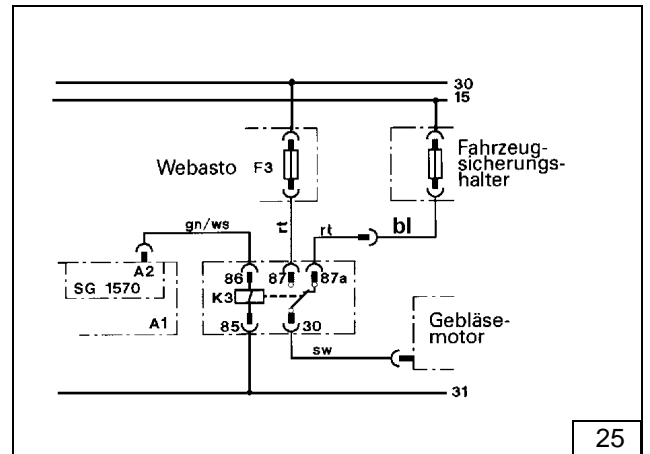 30
15
Webasto
F3
Fahrzeug-
sicherungs-
halter
gn/ws
rt
rt
bl
A2
SG 1570
A1
86
87
87a
K3
85
30
Gebläse-
motor
sw
31
25